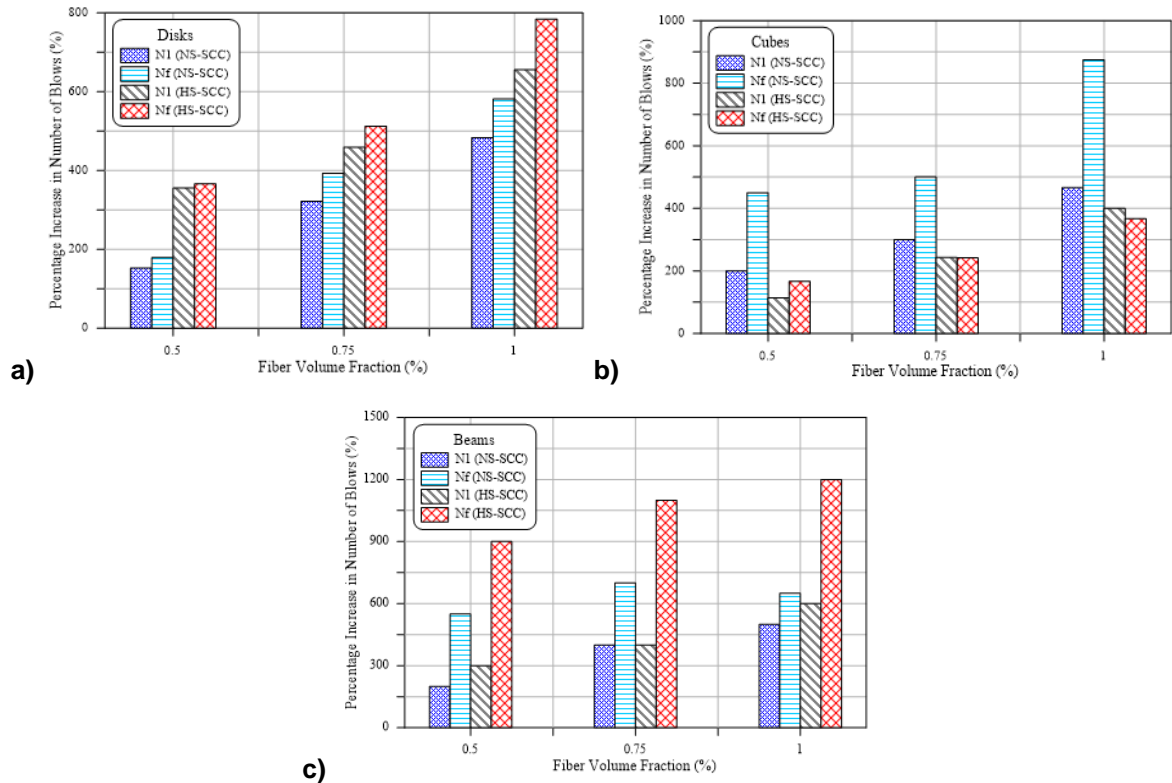 Percentage Increase in Number of Blows (%)
800
600
400
200
0
Disks
N1 (NS-SCC)
Nf (NS-SCC)
N1 (HS-SCC)
Nf (HS-SCC)
0.5
0.75
1
Fiber Volume Fraction (%)
a)
Percentage Increase in Number of Blows (%)
1000
800
600
400
200
0
Cubes
N1 (NS-SCC)
Nf (NS-SCC)
N1 (HS-SCC)
Nf (HS-SCC)
0.5
0.75
1
Fiber Volume Fraction (%)
b)
Percentage Increase in Number of Blows (%)
1500
1200
900
600
300
0
Beams
N1 (NS-SCC)
Nf (NS-SCC)
N1 (HS-SCC)
Nf (HS-SCC)
0.5
0.75
1
Fiber Volume Fraction (%)
c)